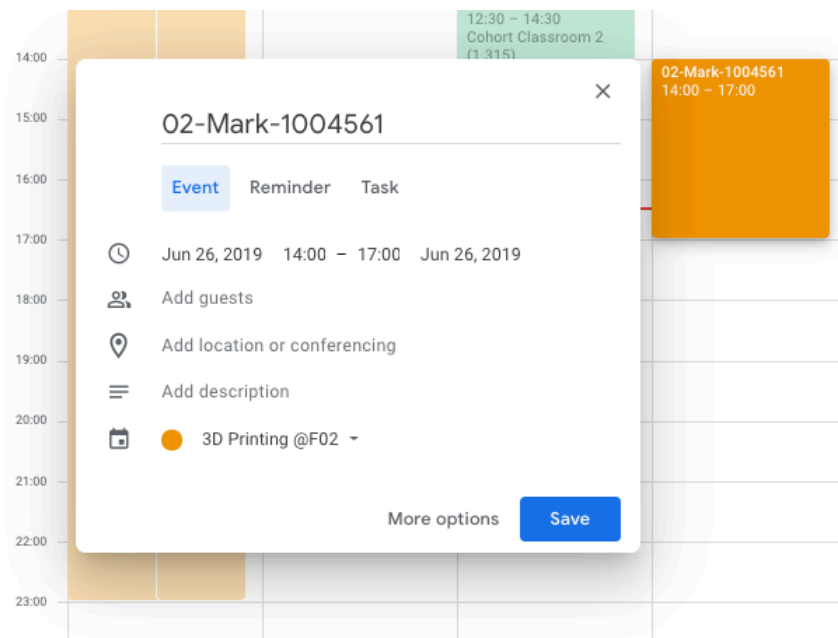 12:30 – 14:30
Cohort Classroom 2
(1.315)
14:00
02-Mark-1004561
14:00 – 17:00
02-Mark-1004561
15:00
Event Reminder Task
16:00
17:00
Jun 26, 2019 14:00 – 17:00 Jun 26, 2019
18:00
Add guests
19:00
Add location or conferencing
Add description
20:00
3D Printing @F02
21:00
More options Save
22:00
23:00